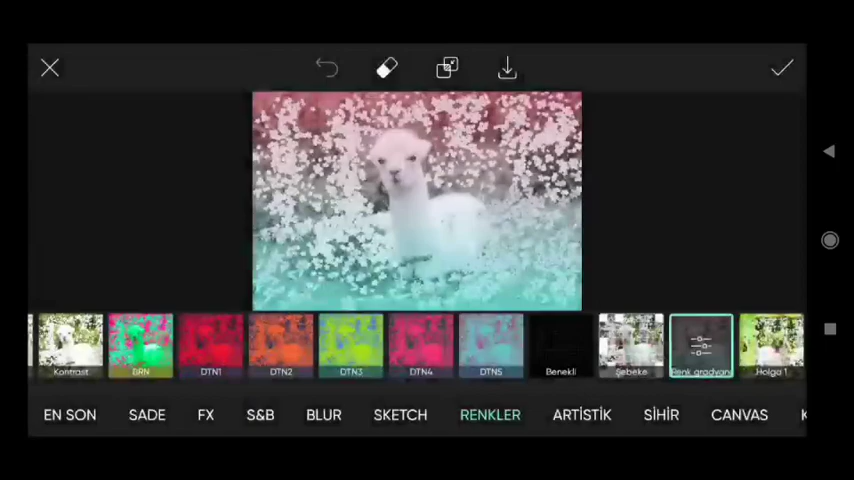 Kontrast BRN DTN1 DTN2 DTN3 DTN4 DTN5 Benekli Şebeke Renk gradyanı Holga 1
EN SON SADE FX S&B BLUR SKETCH RENKLER ARTİSTİK SİHİR CANVAS K